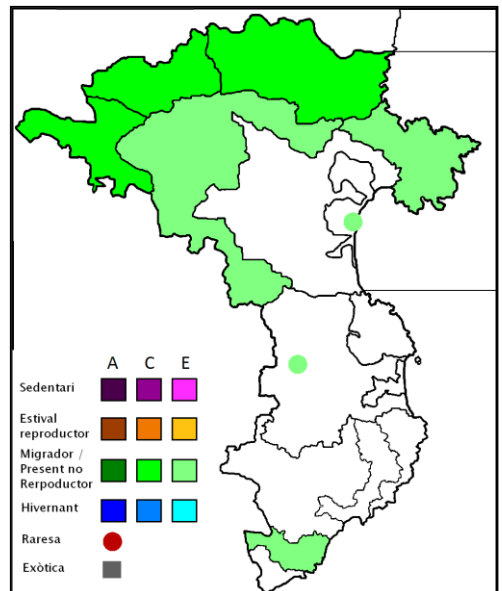 A C E
Sedentari
Estival
reproductor
Migrador /
Present no
Rerpoductor
Hivernant
Raresa
Exòtica